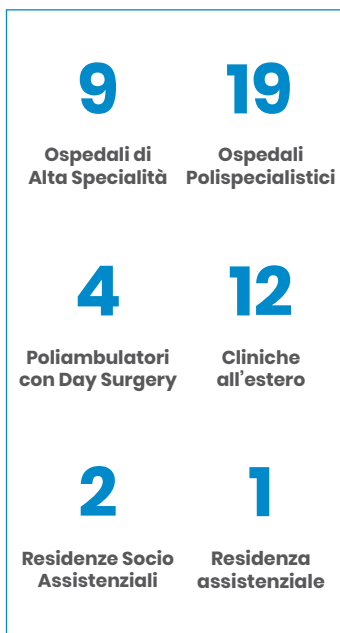 9
Ospedali di
Alta Specialità
19
Ospedali
Polispecialistici
4
Poliambulatori
con Day Surgery
12
Cliniche
all’estero
2
Residenze Socio
Assistenziali
1
Residenza
assistenziale